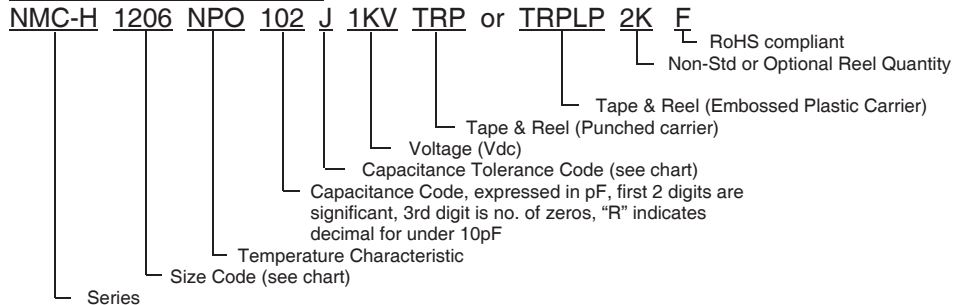 NMC-H 1206 NPO 102 J 1KV TRP or TRPLP 2K F
RoHS compliant
Non-Std or Optional Reel Quantity
Tape & Reel (Embossed Plastic Carrier)
Tape & Reel (Punched carrier)
Voltage (Vdc)
Capacitance Tolerance Code (see chart)
Capacitance Code, expressed in pF, first 2 digits are
significant, 3rd digit is no. of zeros, “R” indicates
decimal for under 10pF
Temperature Characteristic
Size Code (see chart)
Series